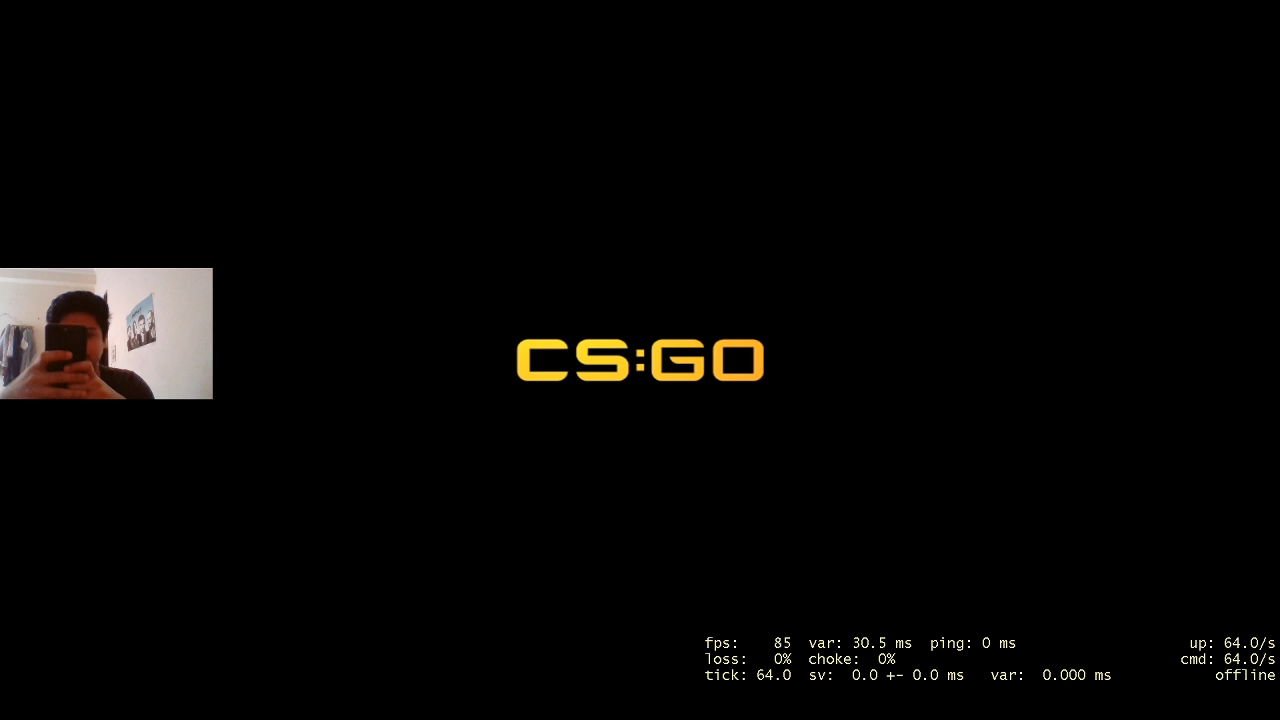 CS:GO
fps: 85 var: 30.5 ms ping: 0 ms up: 64.0/s
loss: 0% choke: 0% cmd: 64.0/s
tick: 64.0 sv: 0.0 +- 0.0 ms var: 0.000 ms offline